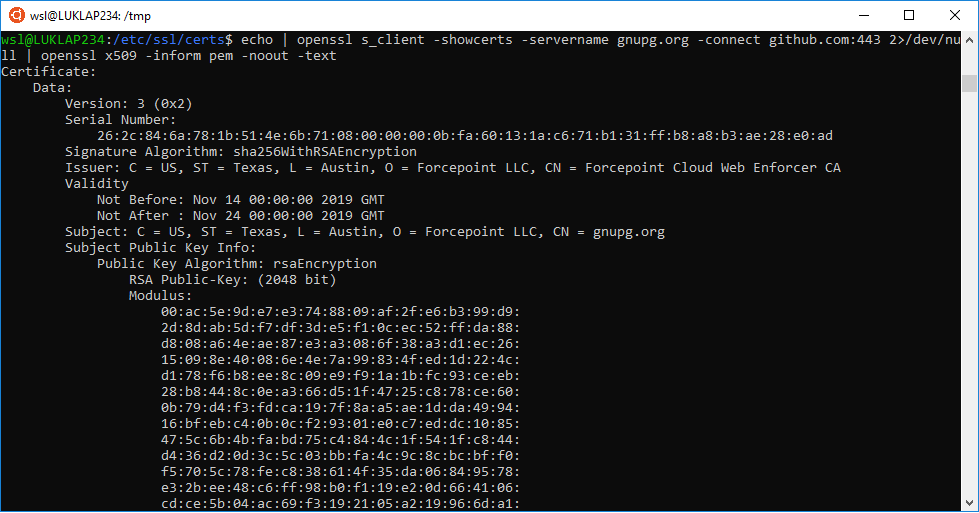 wsl@LUKLAP234: /tmp
wsl@LUKLAP234:/etc/ssl/certs$ echo | openssl s_client -showcerts -servername gnupg.org -connect github.com:443 2>/dev/nu
ll | openssl x509 -inform pem -noout -text
Certificate:
    Data:
        Version: 3 (0x2)
        Serial Number:
            26:2c:84:6a:78:1b:51:4e:6b:71:08:00:00:00:00:0b:fa:60:13:1a:c6:71:b1:31:ff:b8:a8:b3:ae:28:e0:ad
        Signature Algorithm: sha256WithRSAEncryption
        Issuer: C = US, ST = Texas, L = Austin, O = Forcepoint LLC, CN = Forcepoint Cloud Web Enforcer CA
        Validity
            Not Before: Nov 14 00:00:00 2019 GMT
            Not After : Nov 24 00:00:00 2019 GMT
        Subject: C = US, ST = Texas, L = Austin, O = Forcepoint LLC, CN = gnupg.org
        Subject Public Key Info:
            Public Key Algorithm: rsaEncryption
                RSA Public-Key: (2048 bit)
                Modulus:
                    00:ac:5e:9d:e7:e3:74:88:09:af:2f:e6:b3:99:d9:
                    2d:8d:ab:5d:f7:df:3d:e5:f1:0c:ec:52:ff:da:88:
                    d8:08:a6:4e:ae:87:e3:a3:08:6f:38:a3:d1:ec:26:
                    15:09:8e:40:08:6e:4e:7a:99:83:4f:ed:1d:22:4c:
                    d1:78:f6:b8:ee:8c:09:e9:f9:1a:1b:fc:93:ce:eb:
                    28:b8:44:8c:0e:a3:66:d5:1f:47:25:c8:78:ce:60:
                    0b:79:d4:f3:fd:ca:19:7f:8a:a5:ae:1d:da:49:94:
                    16:bf:eb:c4:0b:0c:f2:93:01:e0:c7:ed:dc:10:85:
                    47:5c:6b:4b:fa:bd:75:c4:84:4c:1f:54:1f:c8:44:
                    d4:36:d2:0d:3c:5c:03:bb:fa:4c:9c:8c:bc:bf:f0:
                    f5:70:5c:78:fe:c8:38:61:4f:35:da:06:84:95:78:
                    e3:2b:ee:48:c6:ff:98:b0:f1:19:e2:0d:66:41:06:
                    cd:ce:5b:04:ac:69:f3:19:21:05:a2:19:96:6d:a1: